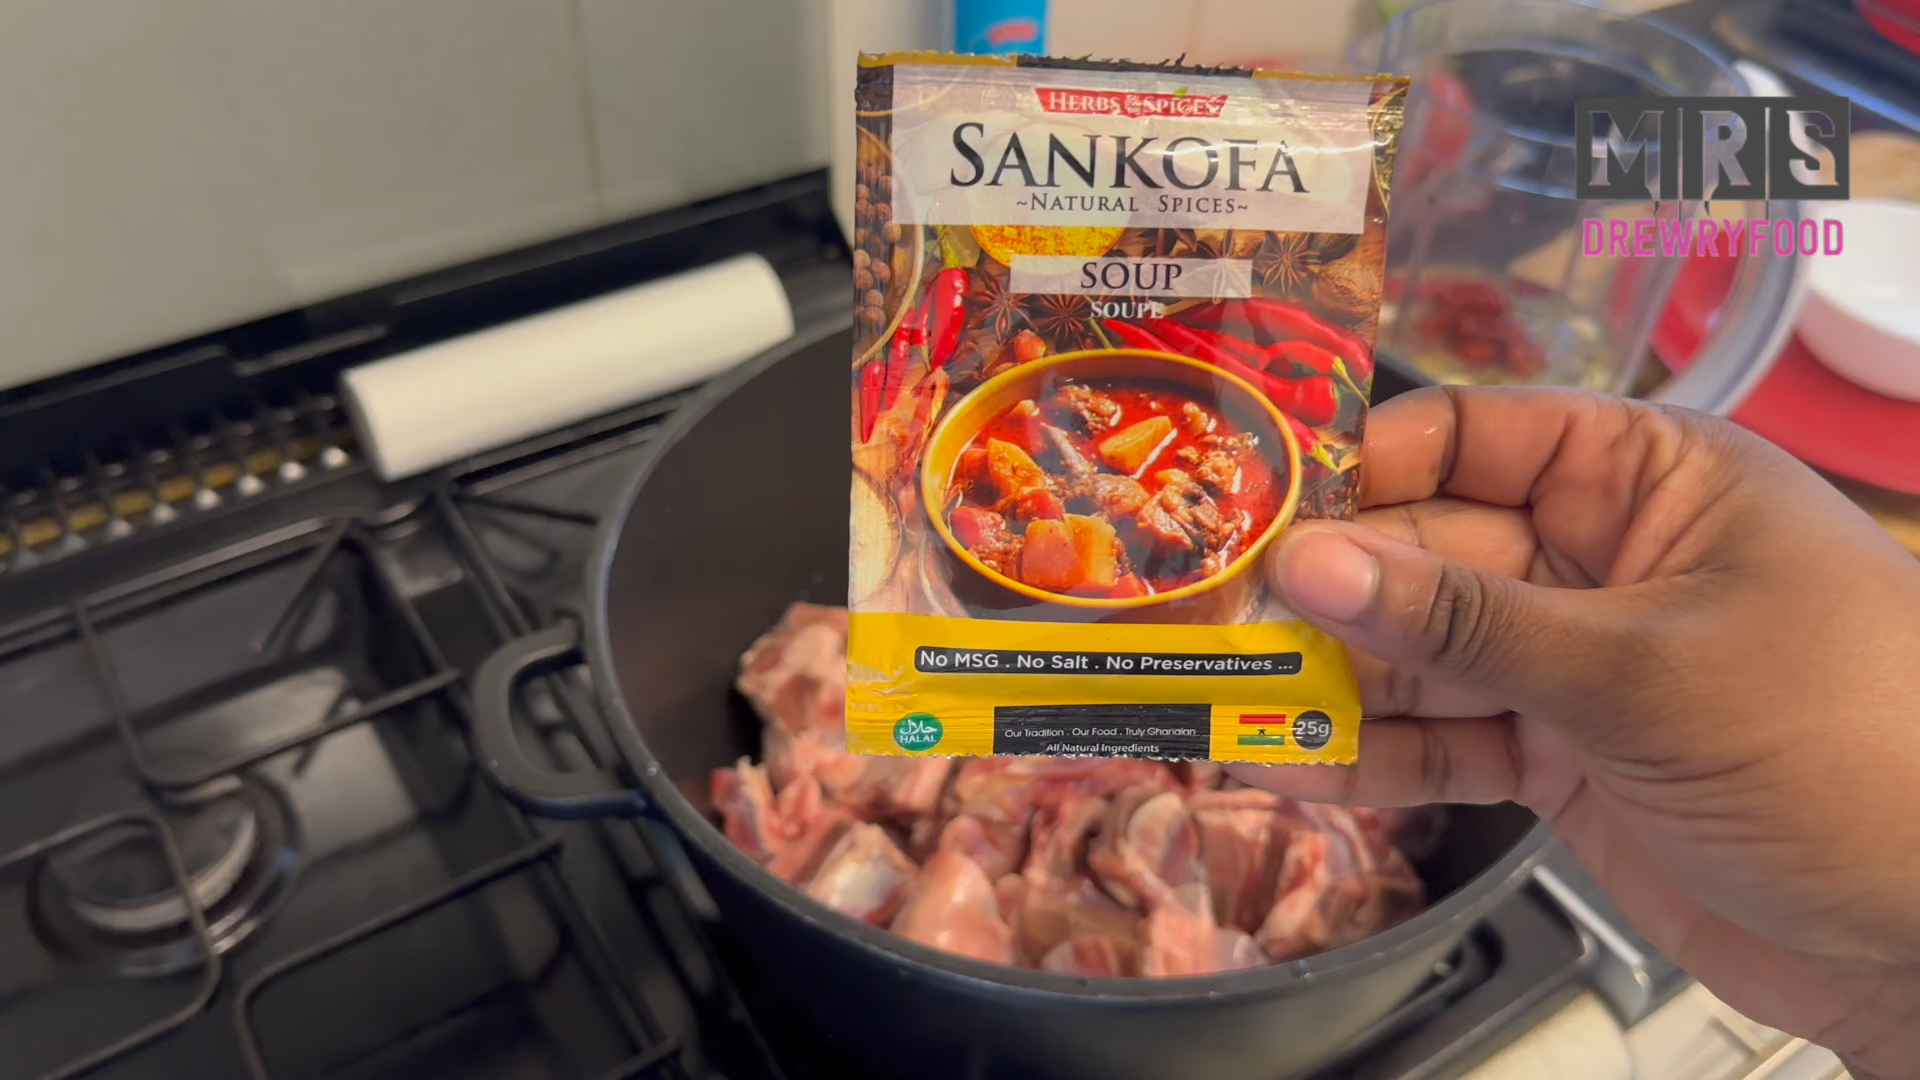 HERBS & SPICES
SANKOFA
~NATURAL SPICES~
SOUP
SOUPE
No MSG . No Salt . No Preservatives ...
حلال
HALAL
Our Tradition . Our Food . Truly Ghanaian
All Natural Ingredients
25g
MRS
DREWRYFOOD